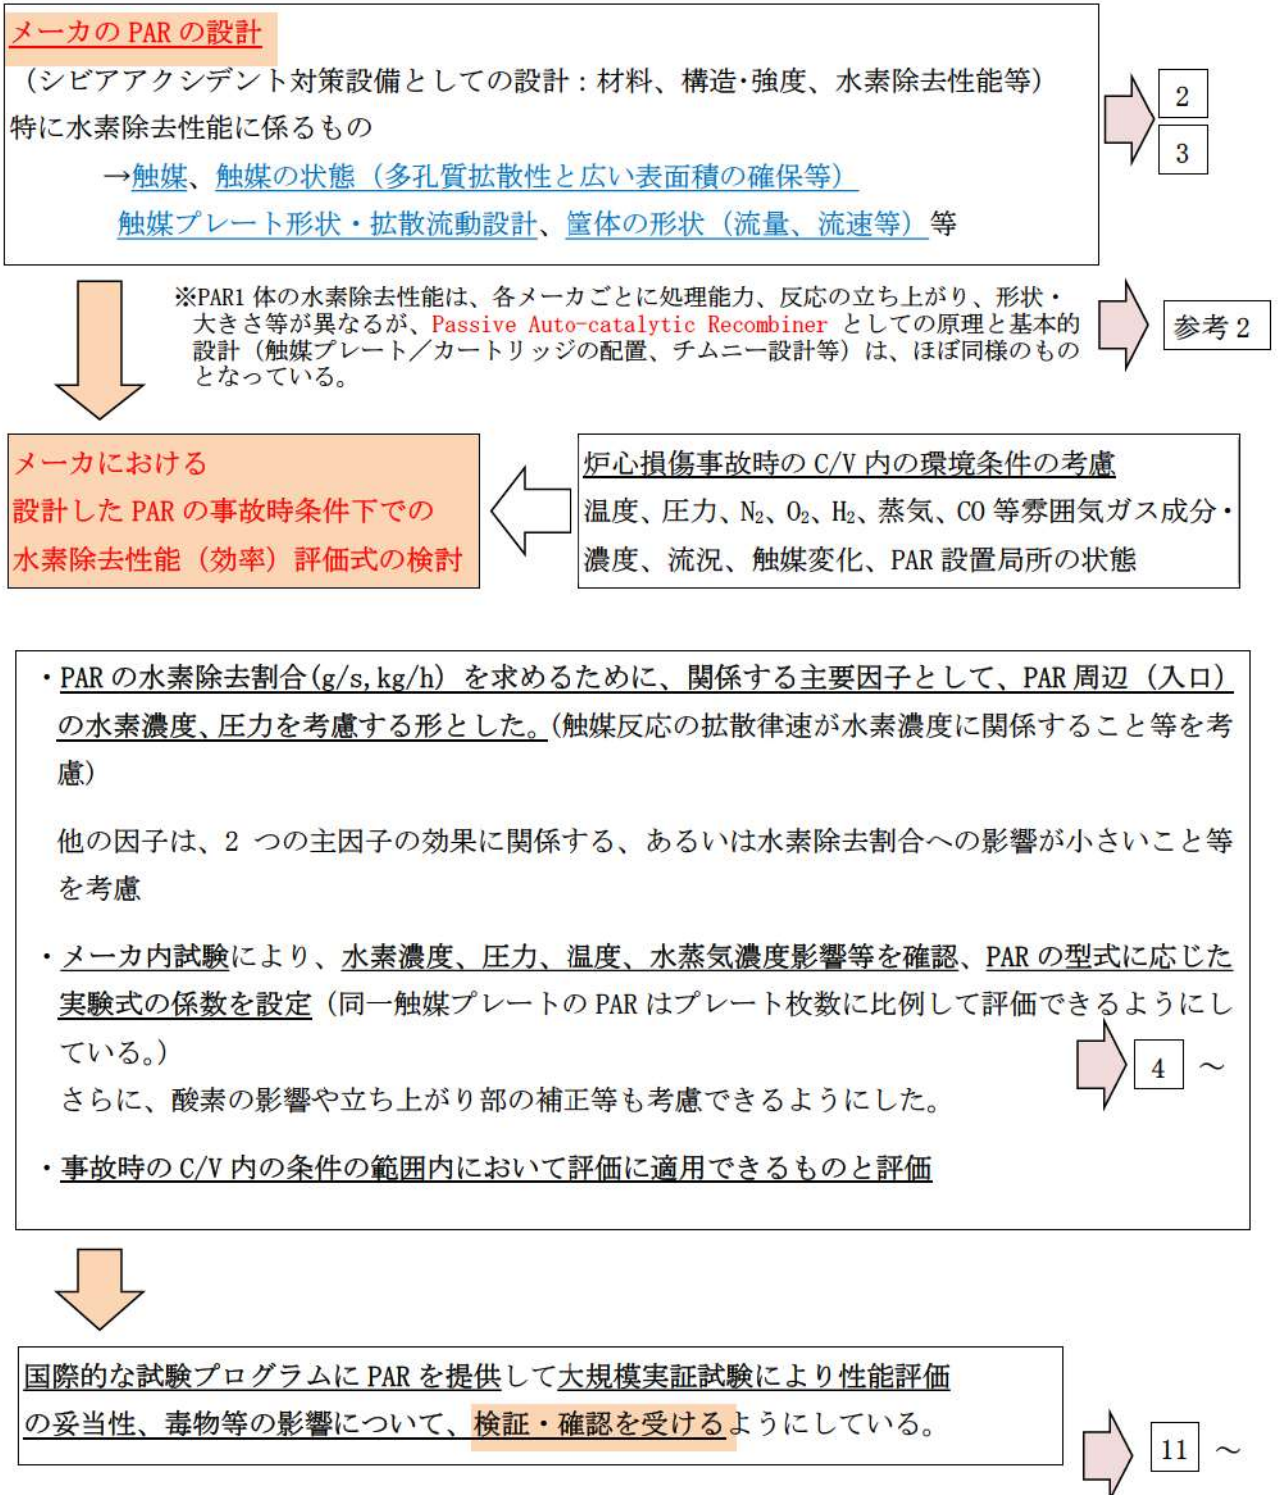 メーカの PAR の設計
（シビアアクシデント対策設備としての設計：材料、構造･強度、水素除去性能等）
特に水素除去性能に係るもの
→触媒、触媒の状態（多孔質拡散性と広い表面積の確保等）
触媒プレート形状・拡散流動設計、筐体の形状（流量、流速等）等
2
3
※PAR1 体の水素除去性能は、各メーカごとに処理能力、反応の立ち上がり、形状・
大きさ等が異なるが、Passive Auto-catalytic Recombiner としての原理と基本的
設計（触媒プレート／カートリッジの配置、チムニー設計等）は、ほぼ同様のもの
となっている。
参考 2
メーカにおける
設計した PAR の事故時条件下での
水素除去性能（効率）評価式の検討
炉心損傷事故時の C/V 内の環境条件の考慮
温度、圧力、N₂、O₂、H₂、蒸気、CO 等雰囲気ガス成分・
濃度、流況、触媒変化、PAR 設置局所の状態
・PAR の水素除去割合(g/s,kg/h）を求めるために、関係する主要因子として、PAR 周辺（入口）
の水素濃度、圧力を考慮する形とした。(触媒反応の拡散律速が水素濃度に関係すること等を考
慮)
他の因子は、2 つの主因子の効果に関係する、あるいは水素除去割合への影響が小さいこと等
を考慮
・メーカ内試験により、水素濃度、圧力、温度、水蒸気濃度影響等を確認、PAR の型式に応じた
実験式の係数を設定（同一触媒プレートの PAR はプレート枚数に比例して評価できるようにし
ている。）
さらに、酸素の影響や立ち上がり部の補正等も考慮できるようにした。
4 ～
・事故時の C/V 内の条件の範囲内において評価に適用できるものと評価
国際的な試験プログラムに PAR を提供して大規模実証試験により性能評価
の妥当性、毒物等の影響について、検証・確認を受けるようにしている。
11 ～